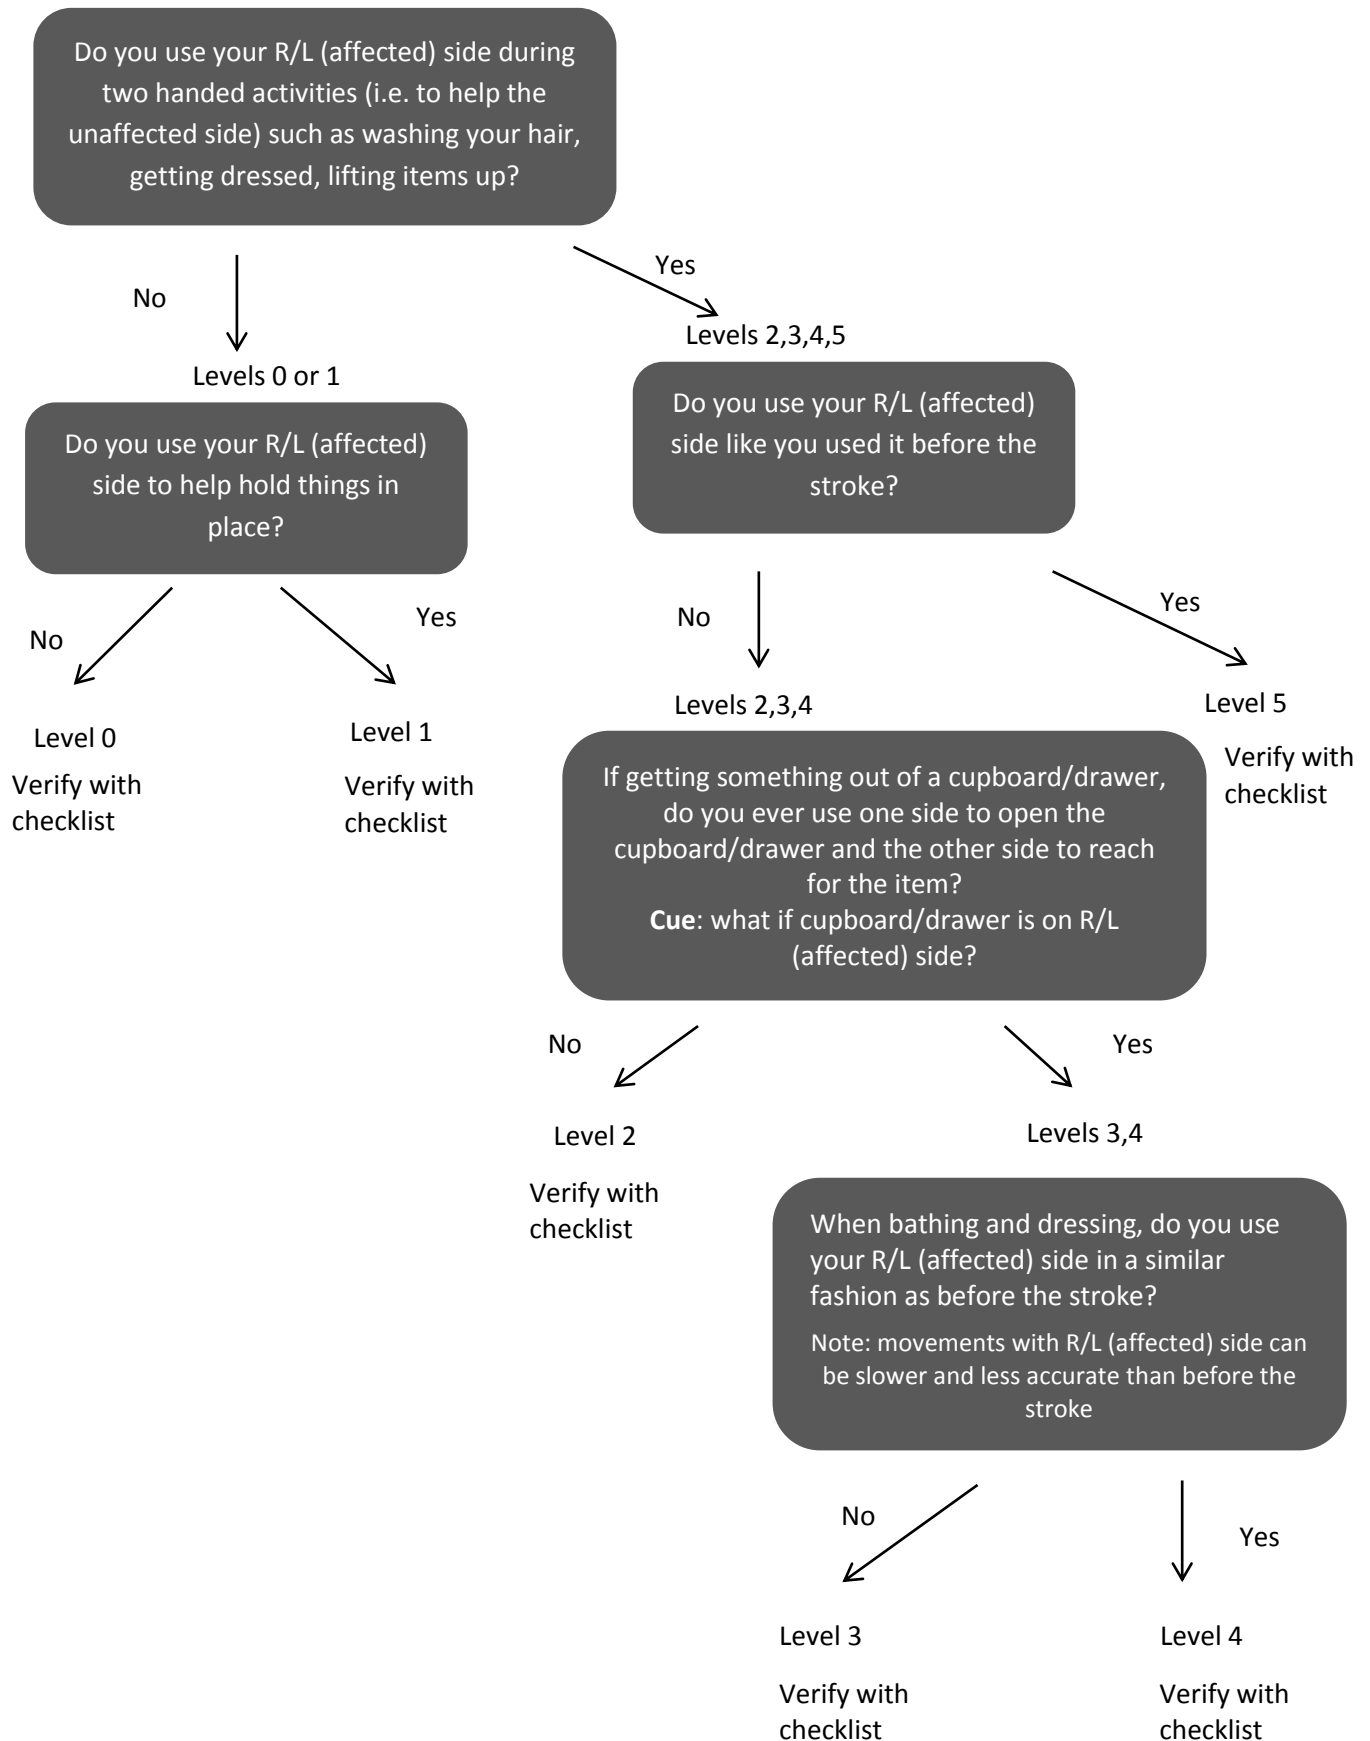 Do you use your R/L (affected) side during
two handed activities (i.e. to help the
unaffected side) such as washing your hair,
getting dressed, lifting items up?
No
Yes
Levels 0 or 1
Levels 2,3,4,5
Do you use your R/L (affected)
side to help hold things in
place?
Do you use your R/L (affected)
side like you used it before the
stroke?
No
Yes
No
Yes
Level 0
Verify with
checklist
Level 1
Verify with
checklist
Levels 2,3,4
Level 5
Verify with
checklist
If getting something out of a cupboard/drawer,
do you ever use one side to open the
cupboard/drawer and the other side to reach
for the item?
Cue: what if cupboard/drawer is on R/L
(affected) side?
No
Yes
Level 2
Verify with
checklist
Levels 3,4
When bathing and dressing, do you use
your R/L (affected) side in a similar
fashion as before the stroke?
Note: movements with R/L (affected) side can
be slower and less accurate than before the
stroke
No
Yes
Level 3
Verify with
checklist
Level 4
Verify with
checklist